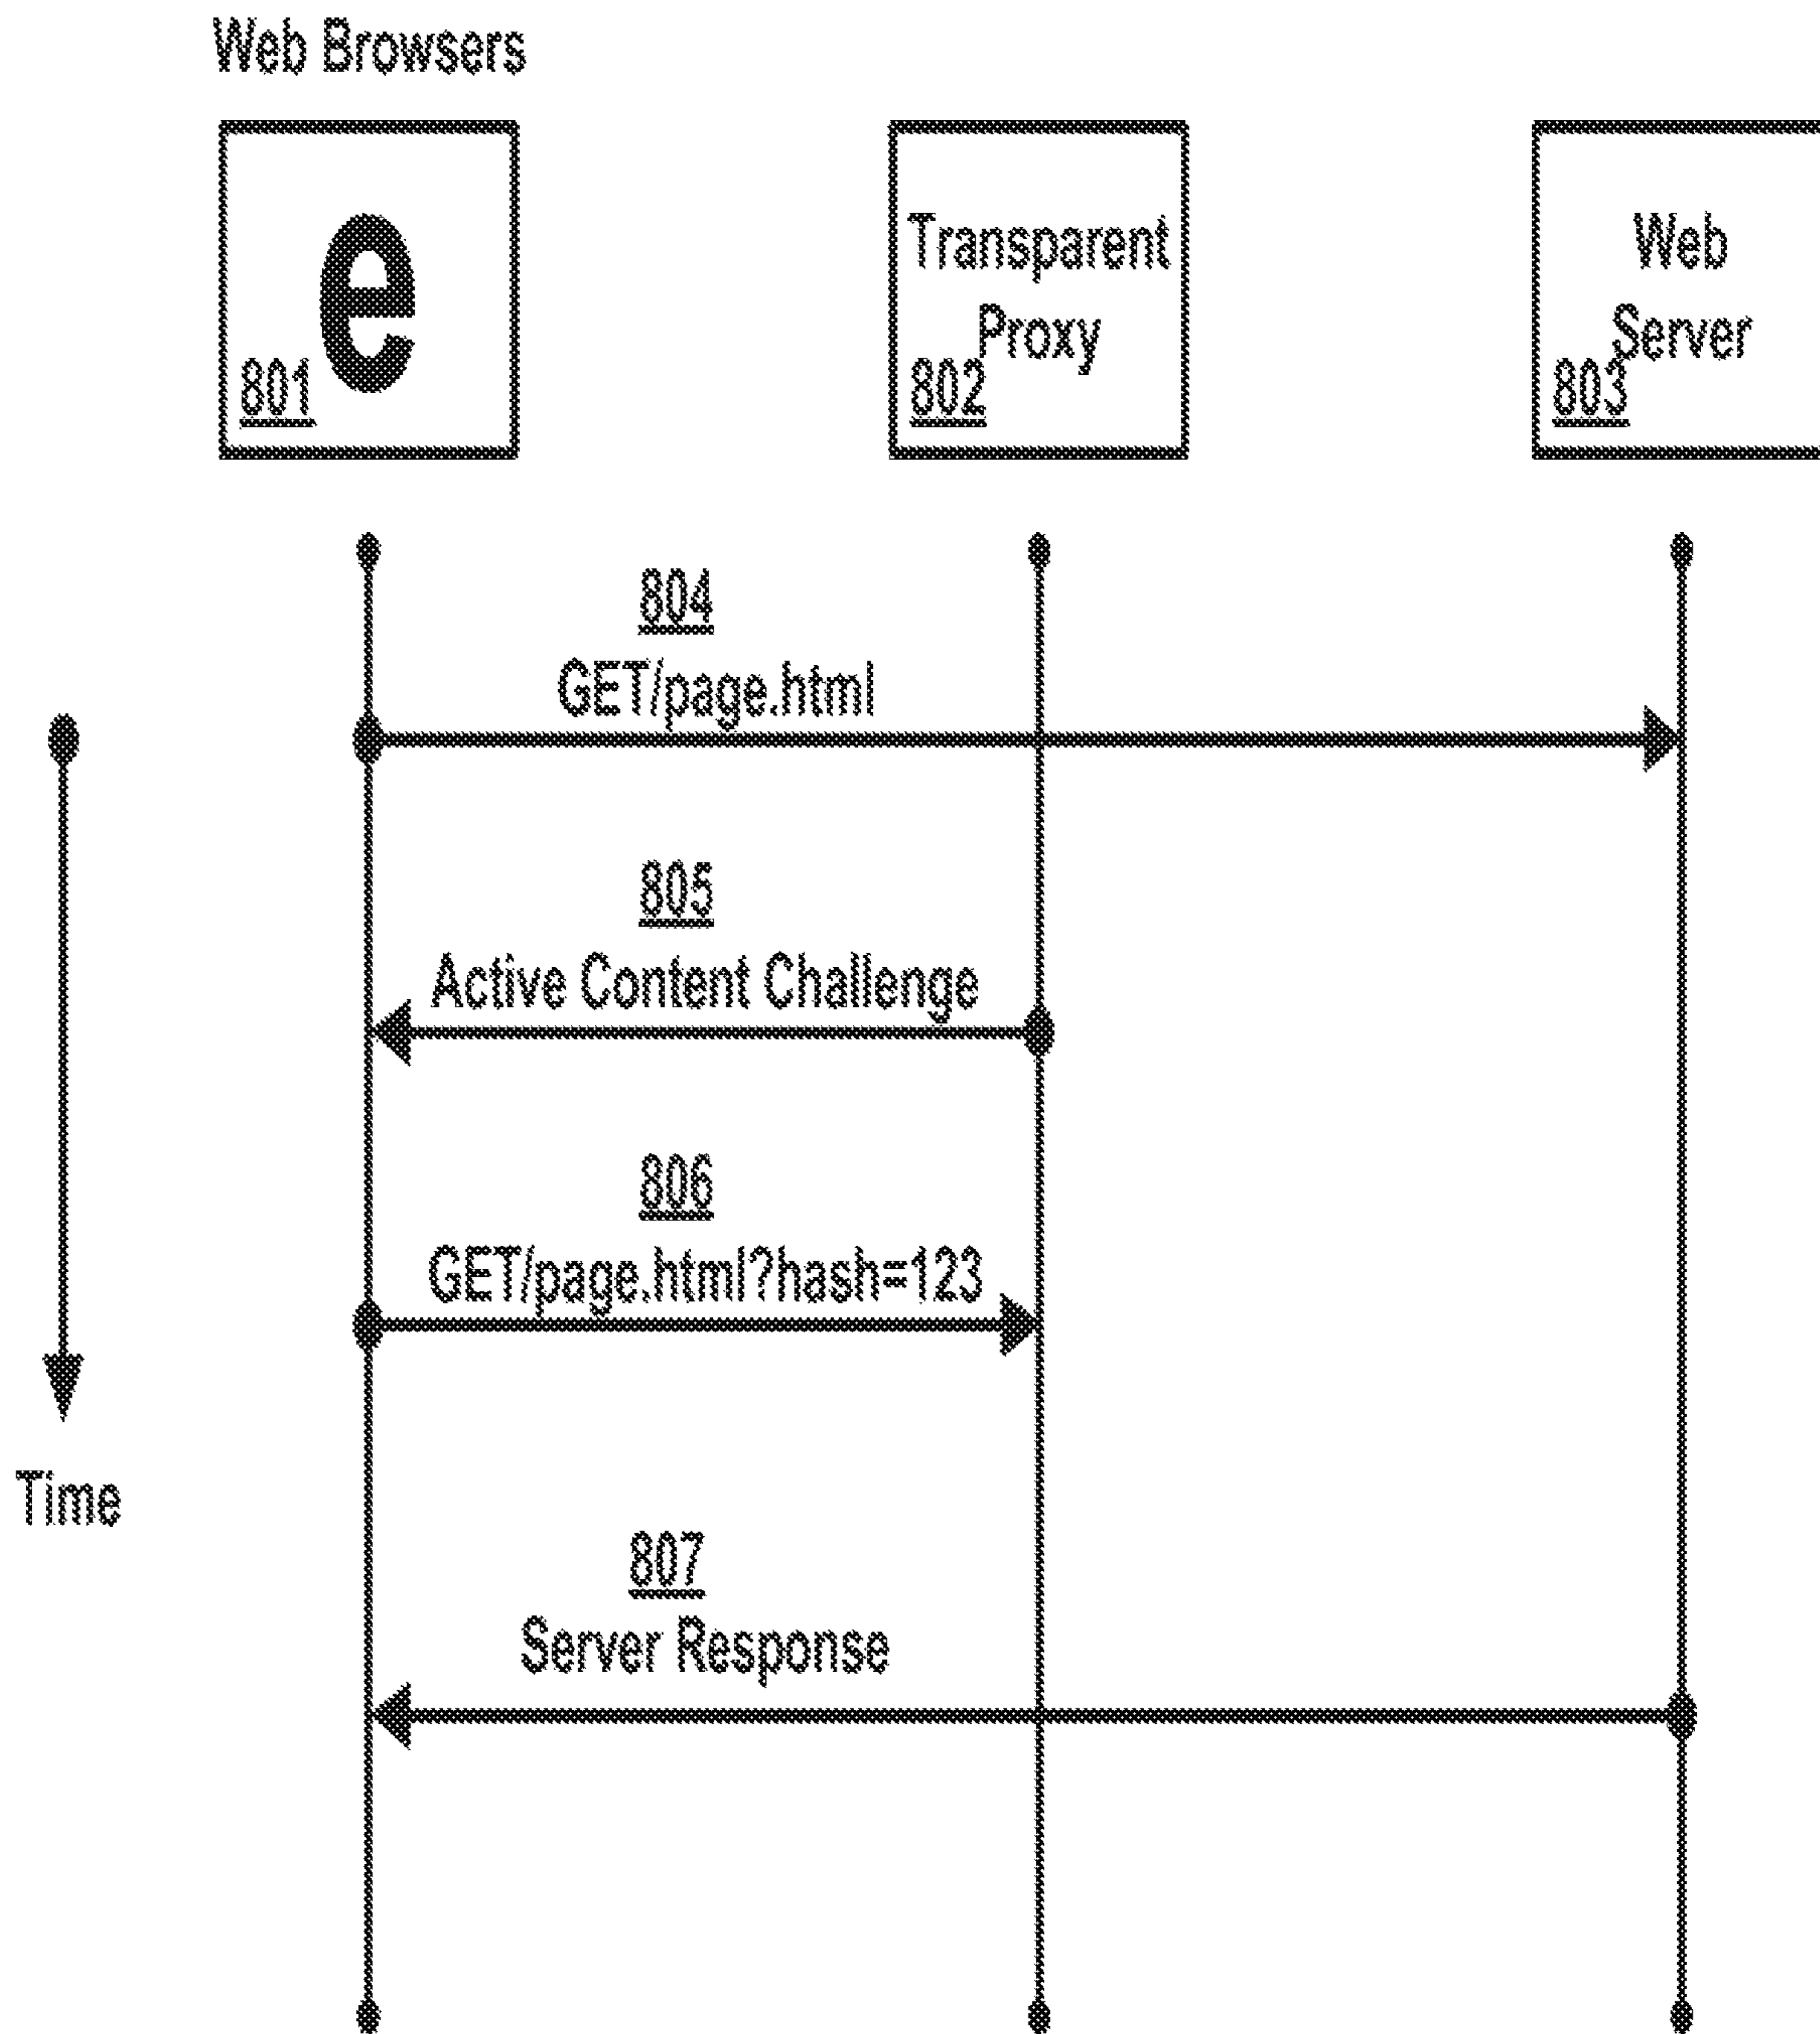 Web Browsers
e
801
Transparent
Proxy
802
Web
Server
803
804
GET/page.html
805
Active Content Challenge
806
GET/page.html?hash=123
Time
807
Server Response